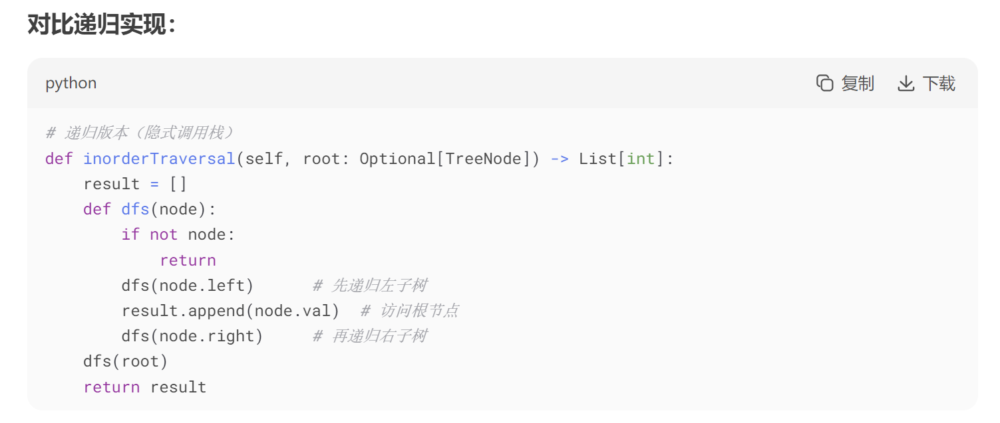 对比递归实现：
python
复制
下载
# 递归版本（隐式调用栈）
def inorderTraversal(self, root: Optional[TreeNode]) -> List[int]:
    result = []
    def dfs(node):
        if not node:
            return
        dfs(node.left)      # 先递归左子树
        result.append(node.val)  # 访问根节点
        dfs(node.right)     # 再递归右子树
    dfs(root)
    return result